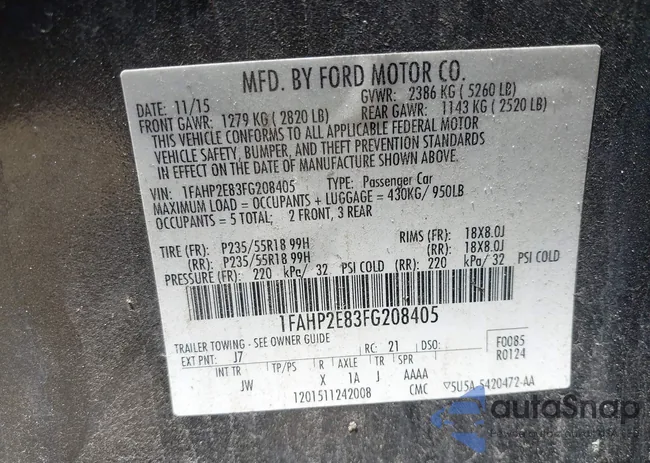 MFD. BY FORD MOTOR CO.
DATE: 11/15 GVWR: 2386 KG ( 5260 LB)
FRONT GAWR: 1279 KG ( 2820 LB) REAR GAWR: 1143 KG ( 2520 LB)
THIS VEHICLE CONFORMS TO ALL APPLICABLE FEDERAL MOTOR
VEHICLE SAFETY, BUMPER, AND THEFT PREVENTION STANDARDS
IN EFFECT ON THE DATE OF MANUFACTURE SHOWN ABOVE.
VIN: 1FAHP2E83FG208405 TYPE: Passenger Car
MAXIMUM LOAD = OCCUPANTS + LUGGAGE = 430KG/ 950LB
OCCUPANTS = 5 TOTAL; 2 FRONT, 3 REAR
TIRE (FR): P235/55R18 99H RIMS (FR): 18X8.0J
(RR): P235/55R18 99H (RR): 18X8.0J
PRESSURE (FR): 220 kPa/ 32 PSI COLD (RR): 220 kPa/ 32 PSI COLD
1FAHP2E83FG208405
TRAILER TOWING - SEE OWNER GUIDE
EXT PNT: J7 RC: 21 DSO: F0085
R0124
INT TR TP/PS R AXLE TR SPR
JW X 1A J AAAA
1201511242008 CMC 5U5A 5420472-AA
autoSnap